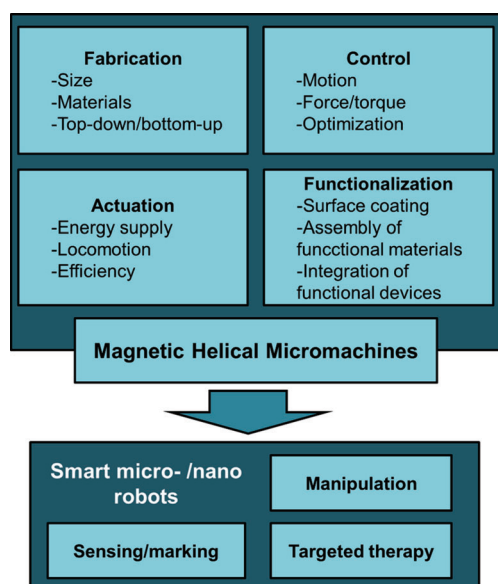 Fabrication
-Size
-Materials
-Top-down/bottom-up
Control
-Motion
-Force/torque
-Optimization
Actuation
-Energy supply
-Locomotion
-Efficiency
Functionalization
-Surface coating
-Assembly of
funcctional materials
-Integration of
functional devices
Magnetic Helical Micromachines
Smart micro- /nano
robots
Manipulation
Sensing/marking
Targeted therapy